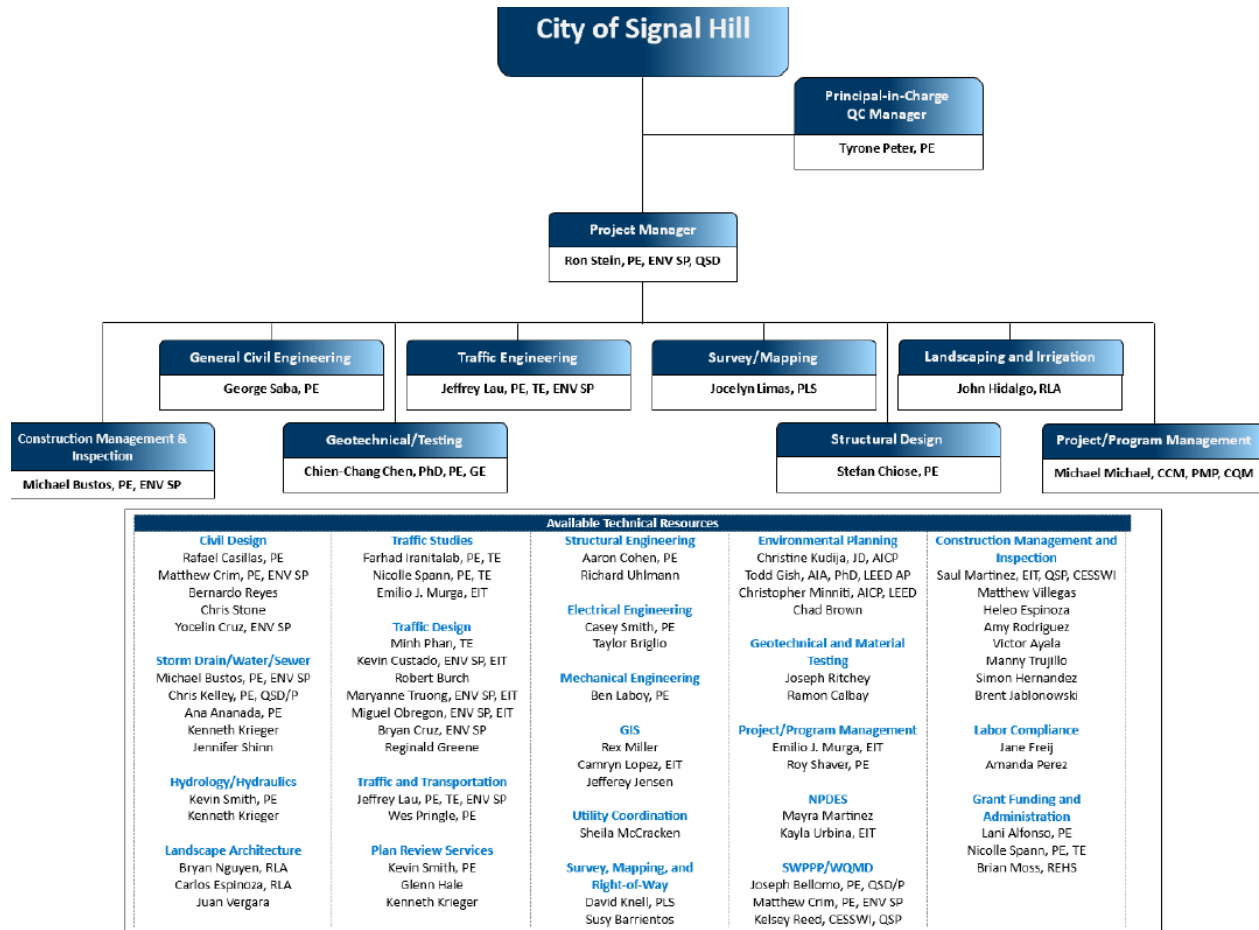 City of Signal Hill
Principal-in-Charge
QC Manager
Tyrone Peter, PE
Project Manager
Ron Stein, PE, ENV SP, QSD
General Civil Engineering
George Saba, PE
Traffic Engineering
Jeffrey Lau, PE, TE, ENV SP
Survey/Mapping
Jocelyn Limas, PLS
Landscaping and Irrigation
John Hidalgo, RLA
Construction Management &
Inspection
Michael Bustos, PE, ENV SP
Geotechnical/Testing
Chien-Chang Chen, PhD, PE, GE
Structural Design
Stefan Chiose, PE
Project/Program Management
Michael Michael, CCM, PMP, CQM
Available Technical Resources
Civil Design
Rafael Casillas, PE
Matthew Crim, PE, ENV SP
Bernardo Reyes
Chris Stone
Yocelin Cruz, ENV SP
Storm Drain/Water/Sewer
Michael Bustos, PE, ENV SP
Chris Kelley, PE, QSD/P
Ana Ananada, PE
Kenneth Krieger
Jennifer Shinn
Hydrology/Hydraulics
Kevin Smith, PE
Kenneth Krieger
Landscape Architecture
Bryan Nguyen, RLA
Carlos Espinoza, RLA
Juan Vergara
Traffic Studies
Farhad Iranitalab, PE, TE
Nicolle Spann, PE, TE
Emilio J. Murga, EIT
Traffic Design
Minh Phan, TE
Kevin Custado, ENV SP, EIT
Robert Burch
Maryanne Truong, ENV SP, EIT
Miguel Obregon, ENV SP, EIT
Bryan Cruz, ENV SP
Reginald Greene
Traffic and Transportation
Jeffrey Lau, PE, TE, ENV SP
Wes Pringle, PE
Plan Review Services
Kevin Smith, PE
Glenn Hale
Kenneth Krieger
Structural Engineering
Aaron Cohen, PE
Richard Uhlmann
Electrical Engineering
Casey Smith, PE
Taylor Briglio
Mechanical Engineering
Ben Laboy, PE
GIS
Rex Miller
Camryn Lopez, EIT
Jefferey Jensen
Utility Coordination
Sheila McCracken
Survey, Mapping, and
Right-of-Way
David Knell, PLS
Susy Barrientos
Environmental Planning
Christine Kudija, JD, AICP
Todd Gish, AIA, PhD, LEED AP
Christopher Minniti, AICP, LEED
Chad Brown
Geotechnical and Material
Testing
Joseph Ritchey
Ramon Calbay
Project/Program Management
Emilio J. Murga, EIT
Roy Shaver, PE
NPDES
Mayra Martinez
Kayla Urbina, EIT
SWPPP/WQMD
Joseph Bellomo, PE, QSD/P
Matthew Crim, PE, ENV SP
Kelsey Reed, CESSWI, QSP
Construction Management and
Inspection
Saul Martinez, EIT, QSP, CESSWI
Matthew Villegas
Heleo Espinoza
Amy Rodriguez
Victor Ayala
Manny Trujillo
Simon Hernandez
Brent Jablonowski
Labor Compliance
Jane Freij
Amanda Perez
Grant Funding and
Administration
Lani Alfonso, PE
Nicolle Spann, PE, TE
Brian Moss, REHS